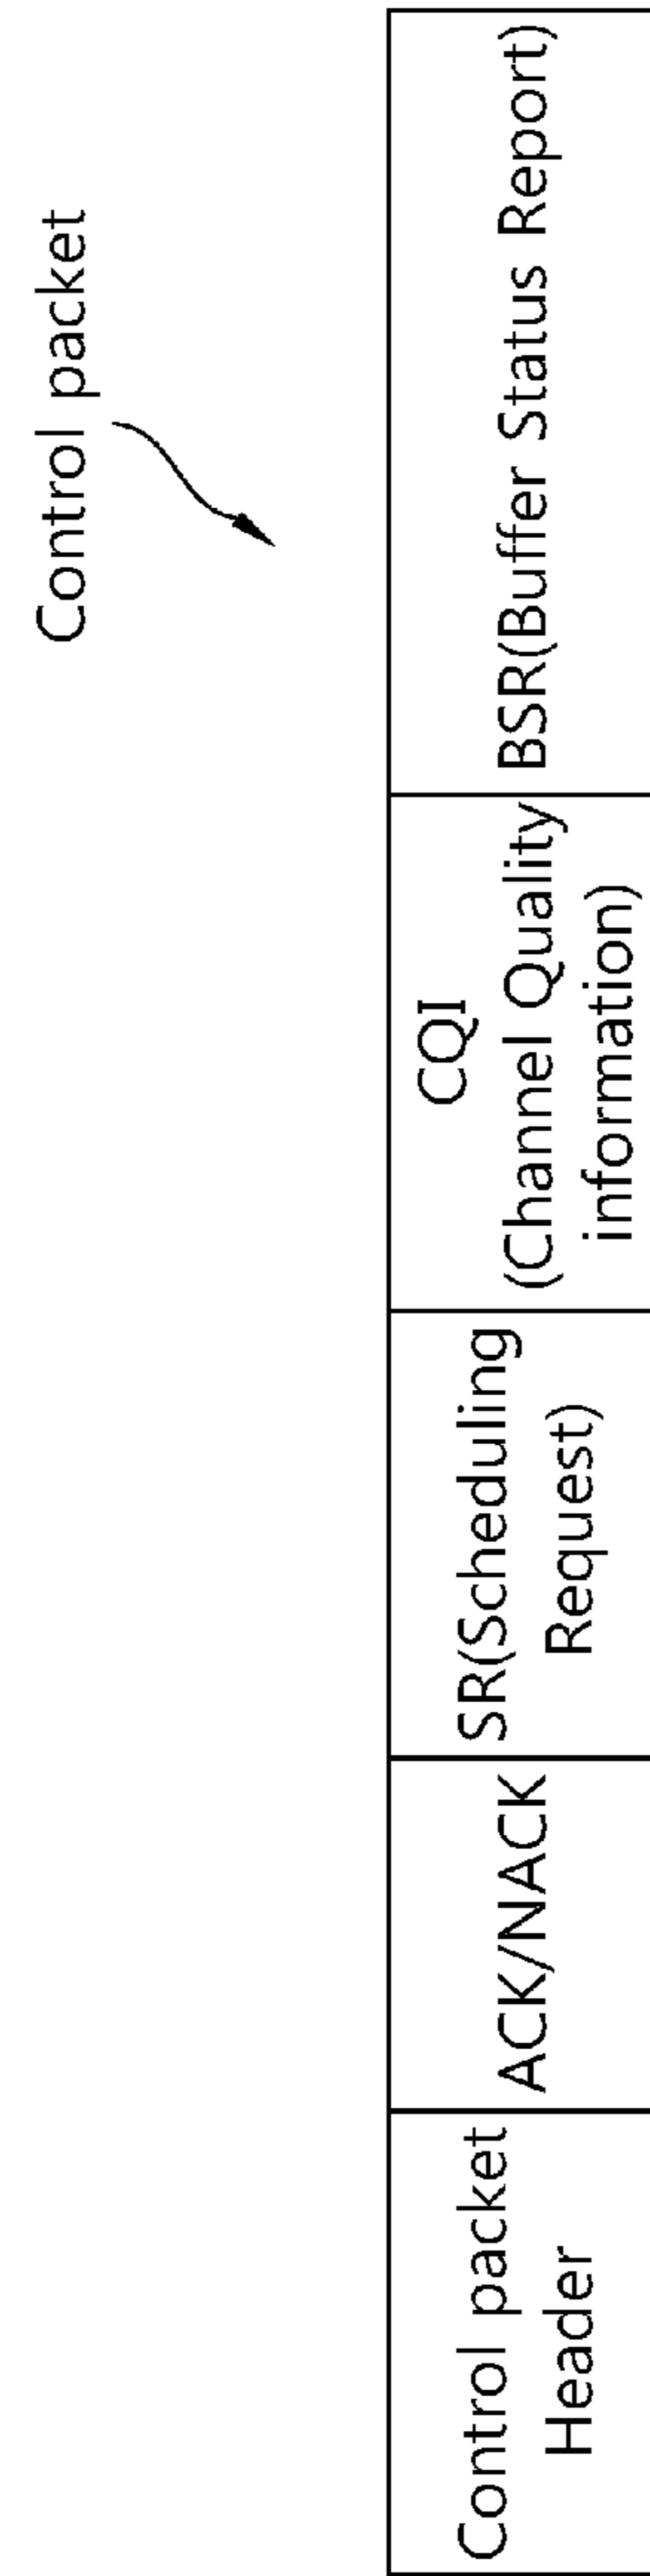 Control packet
Control packet
Header
ACK/NACK
SR(Scheduling
Request)
CQI
(Channel Quality
information)
BSR(Buffer Status Report)